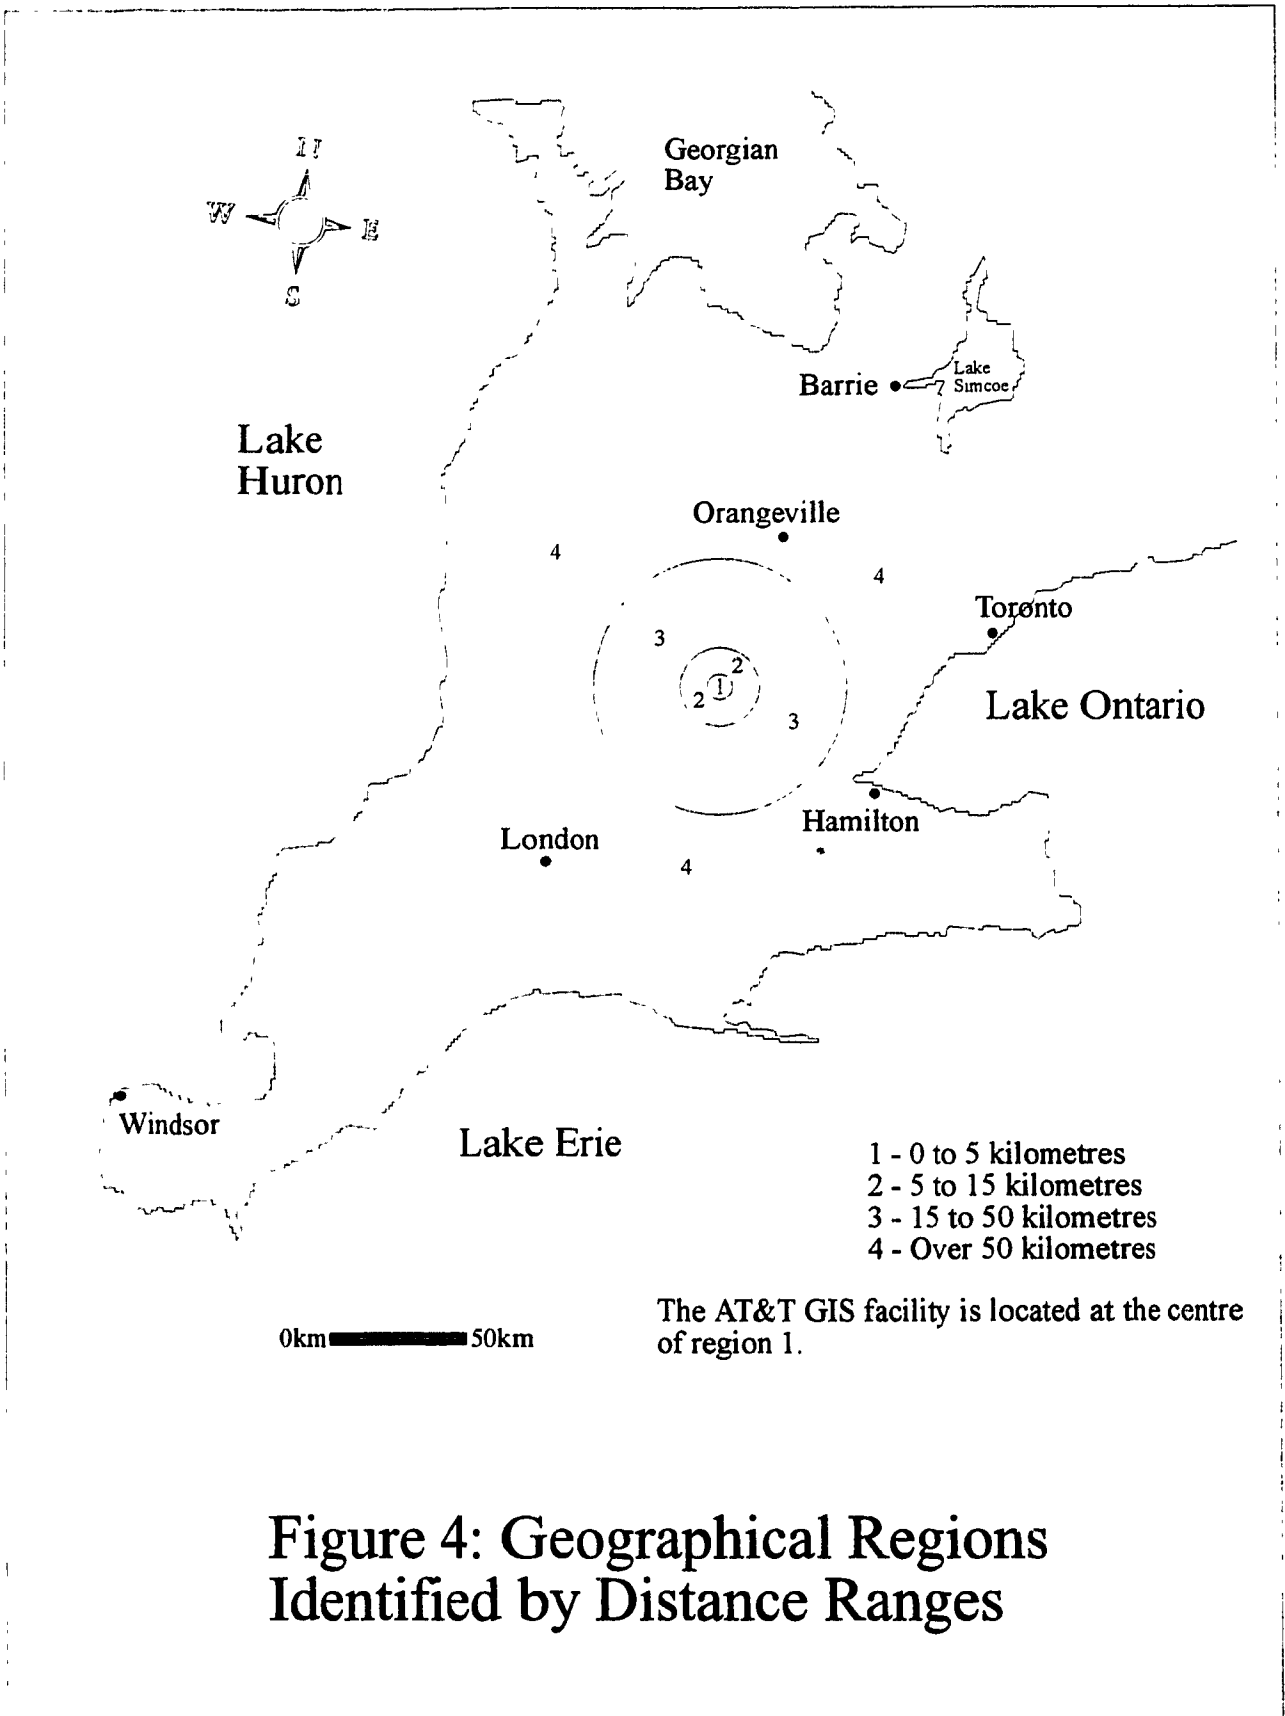 N
W
E
S
Georgian
Bay
Barrie
Lake
Simcoe
Lake
Huron
Orangeville
4
4
Toronto
3
2
1
2
Lake Ontario
3
Hamilton
London
4
Windsor
Lake Erie
1 - 0 to 5 kilometres
2 - 5 to 15 kilometres
3 - 15 to 50 kilometres
4 - Over 50 kilometres
The AT&T GIS facility is located at the centre
of region 1.
0km 50km
Figure 4: Geographical Regions
Identified by Distance Ranges